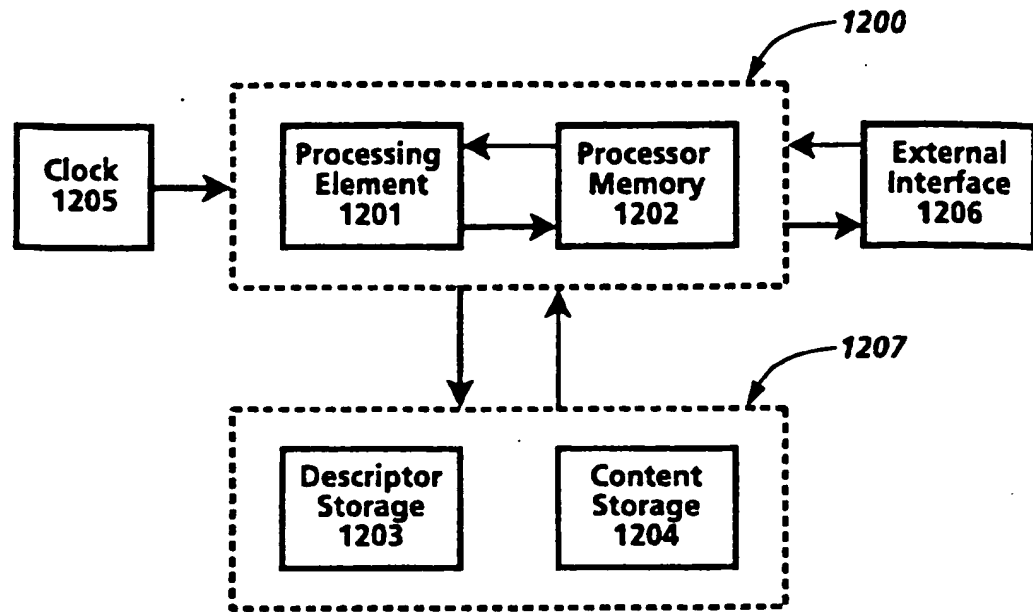 1200
Clock
1205
Processing
Element
1201
Processor
Memory
1202
External
Interface
1206
1207
Descriptor
Storage
1203
Content
Storage
1204